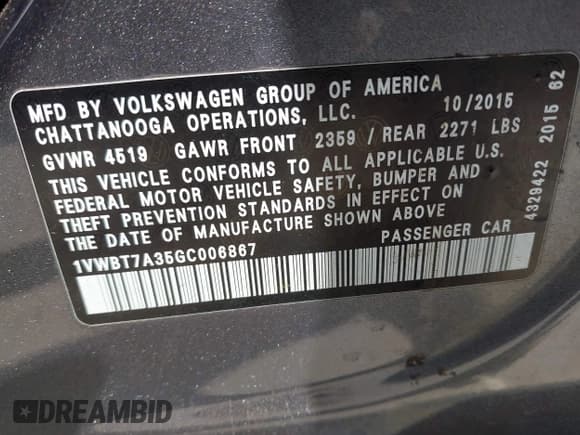 MFD BY VOLKSWAGEN GROUP OF AMERICA
CHATTANOOGA OPERATIONS, LLC. 10/2015
GVWR 4519 GAWR FRONT 2359 / REAR 2271 LBS
THIS VEHICLE CONFORMS TO ALL APPLICABLE U.S.
FEDERAL MOTOR VEHICLE SAFETY, BUMPER AND
THEFT PREVENTION STANDARDS IN EFFECT ON
THE DATE OF MANUFACTURE SHOWN ABOVE
1VWBT7A35GC006867 PASSENGER CAR
4329422 2015 62
DREAMBID